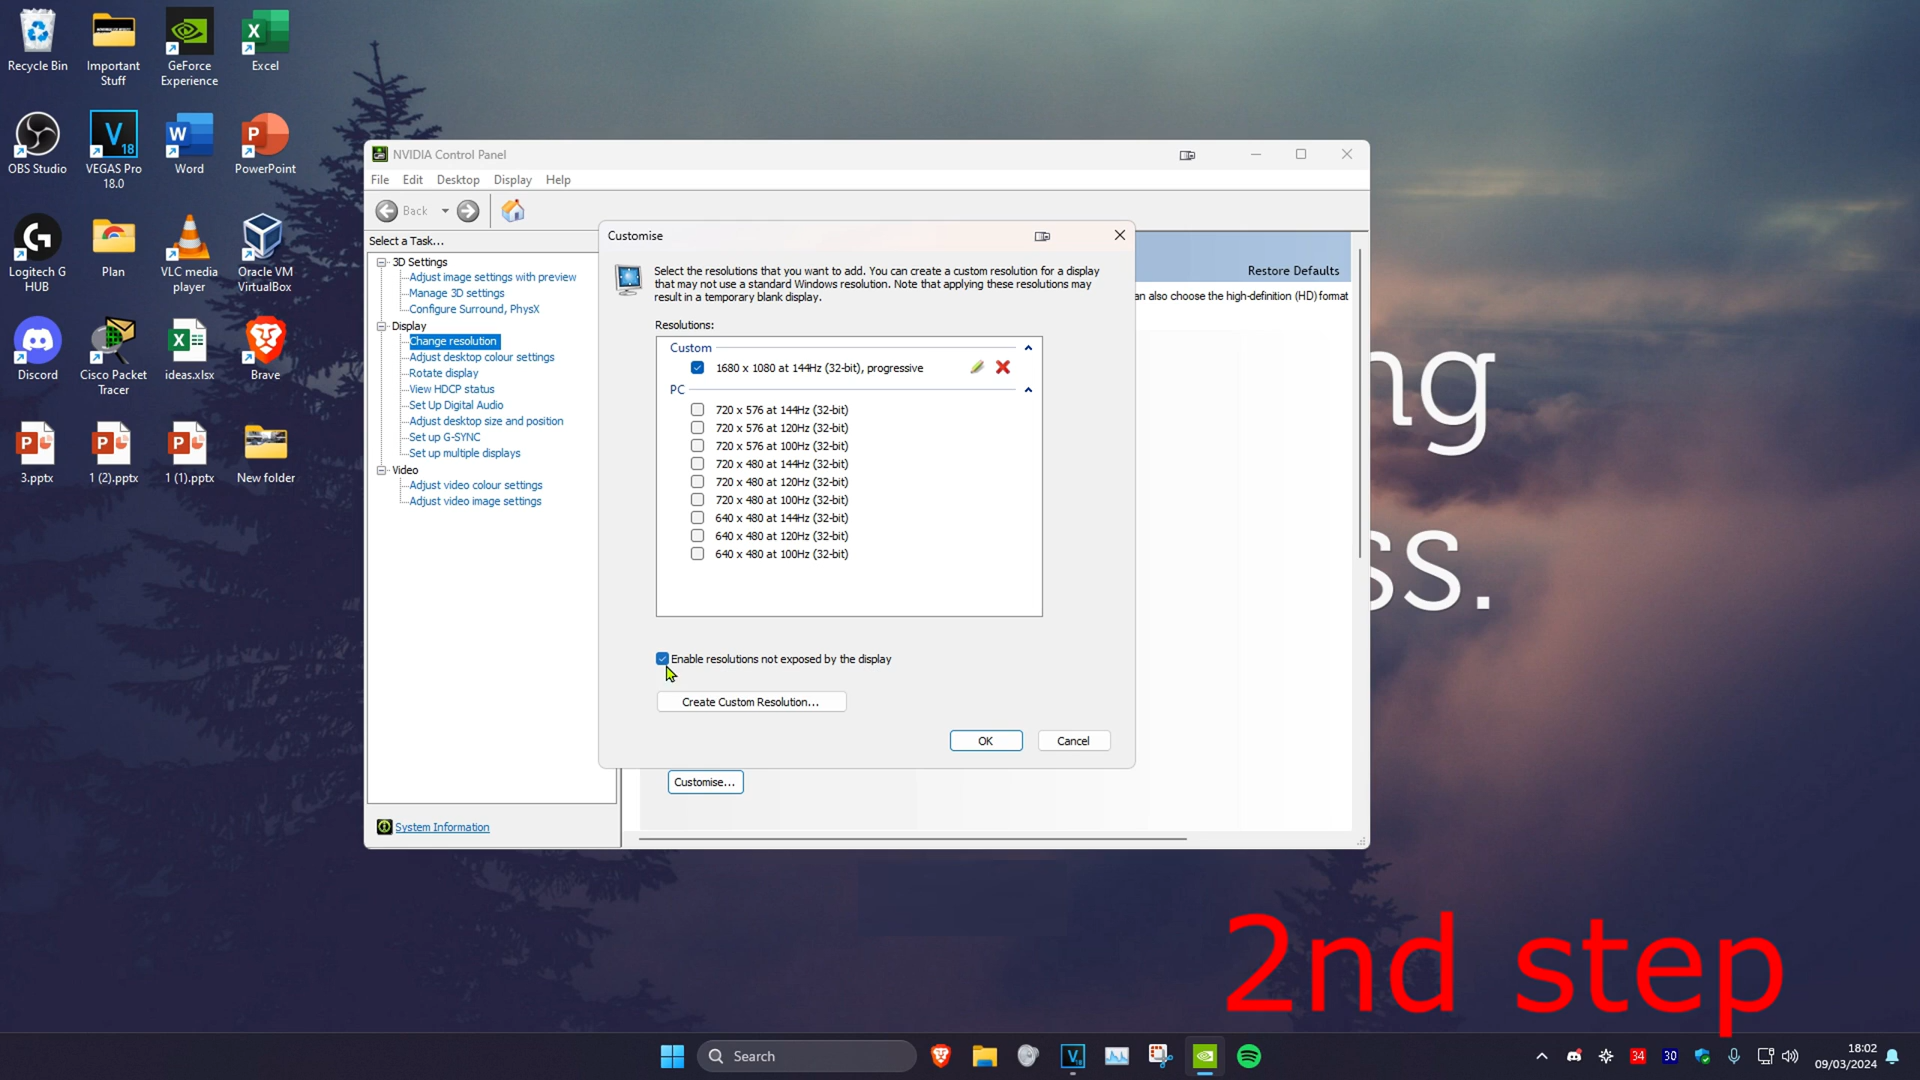 Recycle Bin
Important Stuff
GeForce Experience
Excel
OBS Studio
VEGAS Pro 18.0
Word
PowerPoint
Logitech G HUB
Plan
VLC media player
Oracle VM VirtualBox
Discord
Cisco Packet Tracer
ideas.xlsx
Brave
3.pptx
1 (2).pptx
1 (1).pptx
New folder
NVIDIA Control Panel
File Edit Desktop Display Help
Back
Select a Task...
3D Settings
Adjust image settings with preview
Manage 3D settings
Configure Surround, PhysX
Display
Change resolution
Adjust desktop colour settings
Rotate display
View HDCP status
Set Up Digital Audio
Adjust desktop size and position
Set up G-SYNC
Set up multiple displays
Video
Adjust video colour settings
Adjust video image settings
System Information
Customise
Select the resolutions that you want to add. You can create a custom resolution for a display
that may not use a standard Windows resolution. Note that applying these resolutions may
result in a temporary blank display.
Resolutions:
Custom
1680 x 1080 at 144Hz (32-bit), progressive
PC
720 x 576 at 144Hz (32-bit)
720 x 576 at 120Hz (32-bit)
720 x 576 at 100Hz (32-bit)
720 x 480 at 144Hz (32-bit)
720 x 480 at 120Hz (32-bit)
720 x 480 at 100Hz (32-bit)
640 x 480 at 144Hz (32-bit)
640 x 480 at 120Hz (32-bit)
640 x 480 at 100Hz (32-bit)
Enable resolutions not exposed by the display
Create Custom Resolution...
OK Cancel
Customise...
Restore Defaults
an also choose the high-definition (HD) format
ng
ss.
2nd step
Search
34
30
18:02
09/03/2024